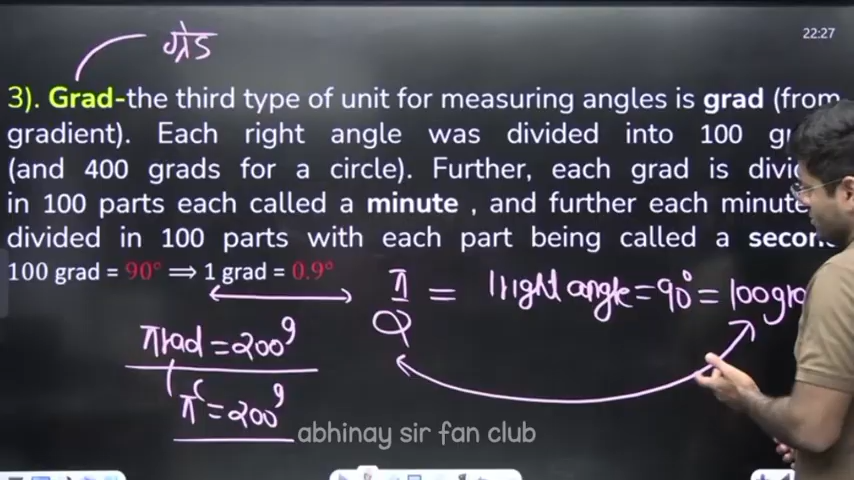 22:27
ग्रेड
3). Grad-the third type of unit for measuring angles is grad (from
gradient). Each right angle was divided into 100
(and 400 grads for a circle). Further, each grad is
in 100 parts each called a minute , and further each minute
divided in 100 parts with each part being called a
100 grad = 90° ⟹ 1 grad = 0.9°
π/2 = 1 right angle = 90° = 100
π rad = 200ᵍ
πᶜ = 200ᵍ
abhinay sir fan club